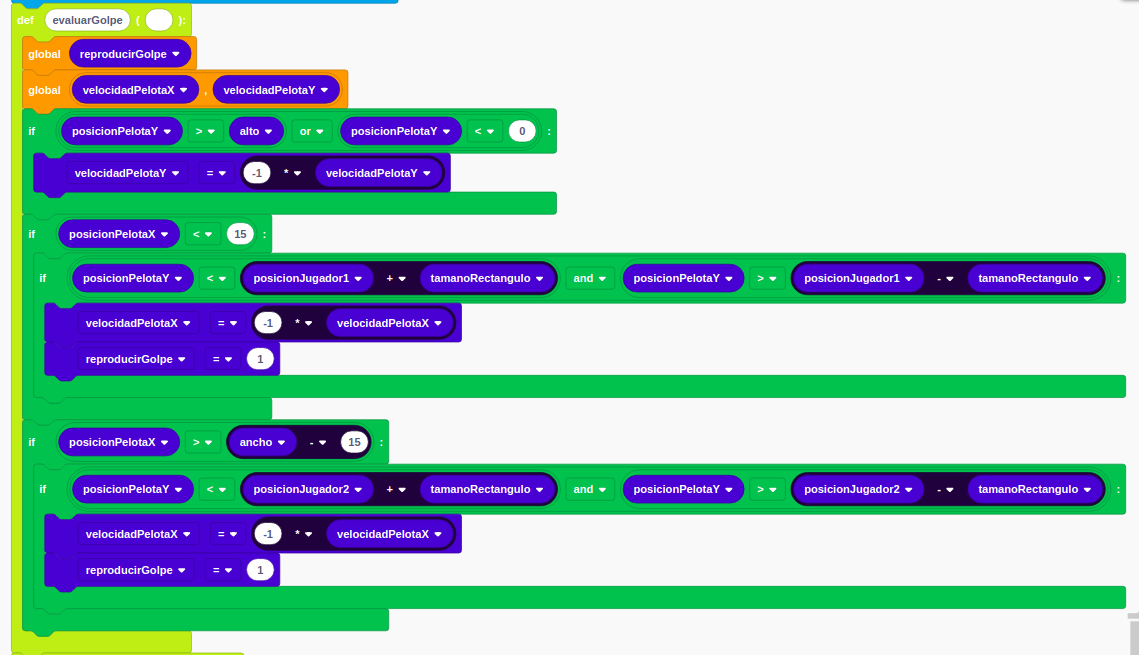 def evaluarGolpe ( ):
global reproducirGolpe
global velocidadPelotaX , velocidadPelotaY
if posicionPelotaY > alto or posicionPelotaY < 0 :
velocidadPelotaY = -1 * velocidadPelotaY
if posicionPelotaX < 15 :
if posicionPelotaY < posicionJugador1 + tamanoRectangulo and posicionPelotaY > posicionJugador1 - tamanoRectangulo :
velocidadPelotaX = -1 * velocidadPelotaX
reproducirGolpe = 1
if posicionPelotaX > ancho - 15 :
if posicionPelotaY < posicionJugador2 + tamanoRectangulo and posicionPelotaY > posicionJugador2 - tamanoRectangulo :
velocidadPelotaX = -1 * velocidadPelotaX
reproducirGolpe = 1